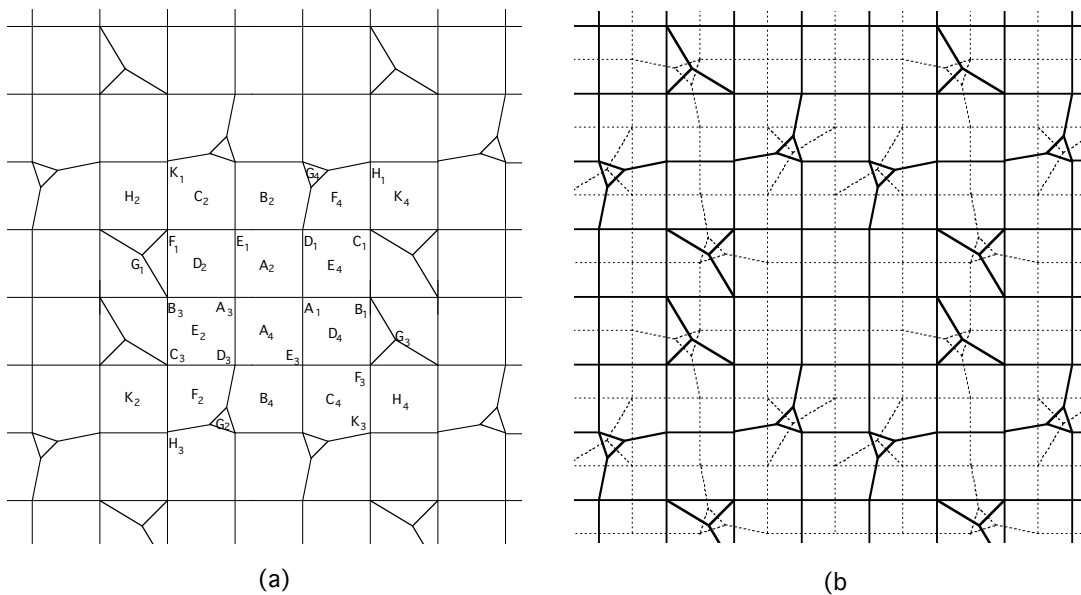 G₄
K₁ H₁
H₂ C₂ B₂ F₄ K₄
F₁ E₁ D₁ C₁
G₁ D₂ A₂ E₄
B₃ A₃ A₁ B₁
E₂ A₄ D₄ G₃
C₃ D₃ E₃
F₃
K₂ F₂ B₄ C₄ H₄
G₂ K₃
H₃
(a) (b